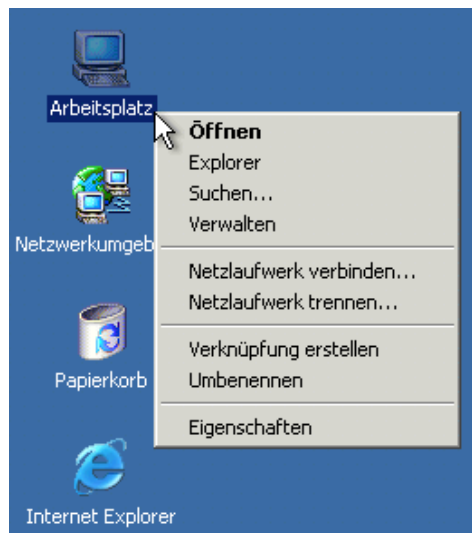 Arbeitsplatz
Öffnen
Explorer
Suchen...
Verwalten
Netzlaufwerk verbinden...
Netzlaufwerk trennen...
Verknüpfung erstellen
Umbenennen
Eigenschaften
Netzwerkumgeb
Papierkorb
Internet Explorer